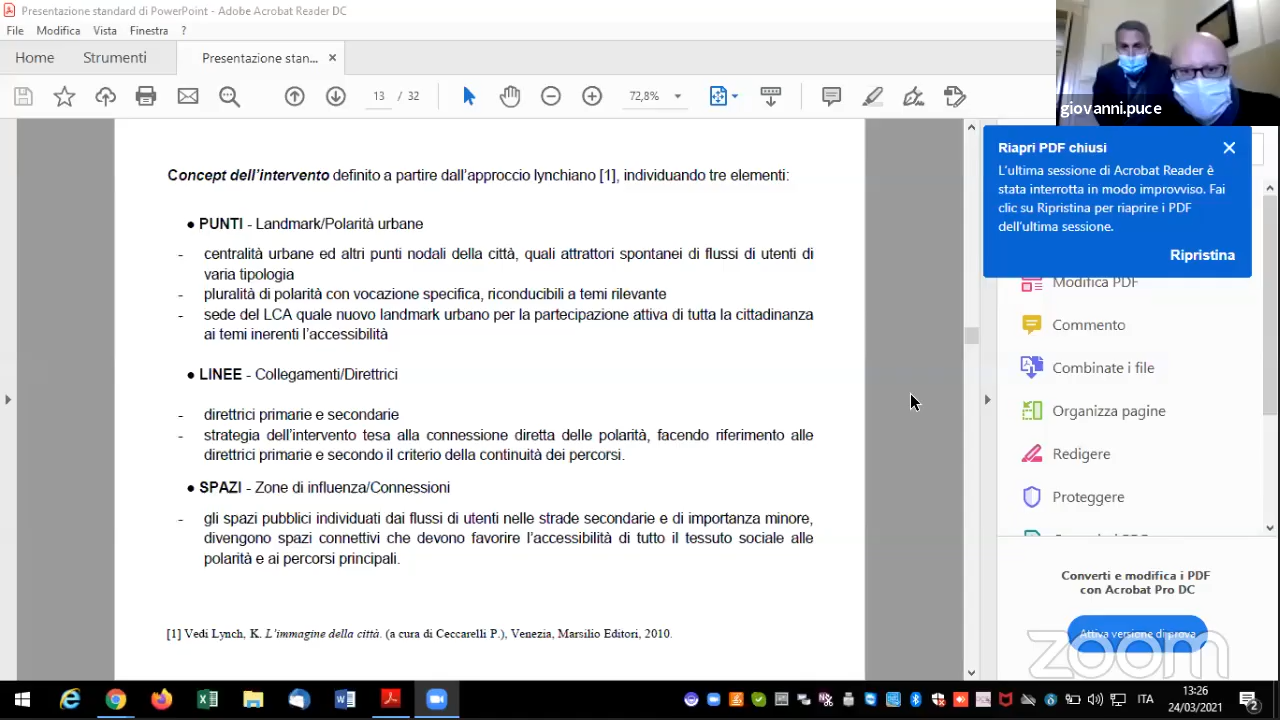 Presentazione standard di PowerPoint - Adobe Acrobat Reader DC
File Modifica Vista Finestra ?
Home Strumenti Presentazione stan... ×
13 / 32 72,8%
giovanni.puce
Riapri PDF chiusi
L'ultima sessione di Acrobat Reader è
stata interrotta in modo improvviso. Fai
clic su Ripristina per riaprire i PDF
dell'ultima sessione.
Ripristina
Concept dell'intervento definito a partire dall'approccio lynchiano [1], individuando tre elementi:
● PUNTI - Landmark/Polarità urbane
- centralità urbane ed altri punti nodali della città, quali attrattori spontanei di flussi di utenti di
varia tipologia
- pluralità di polarità con vocazione specifica, riconducibili a temi rilevante
- sede del LCA quale nuovo landmark urbano per la partecipazione attiva di tutta la cittadinanza
ai temi inerenti l'accessibilità
● LINEE - Collegamenti/Direttrici
- direttrici primarie e secondarie
- strategia dell'intervento tesa alla connessione diretta delle polarità, facendo riferimento alle
direttrici primarie e secondo il criterio della continuità dei percorsi.
● SPAZI - Zone di influenza/Connessioni
- gli spazi pubblici individuati dai flussi di utenti nelle strade secondarie e di importanza minore,
divengono spazi connettivi che devono favorire l'accessibilità di tutto il tessuto sociale alle
polarità e ai percorsi principali.
[1] Vedi Lynch, K. L'immagine della città. (a cura di Ceccarelli P.), Venezia, Marsilio Editori, 2010.
Modifica PDF
Commento
Combinate i file
Organizza pagine
Redigere
Proteggere
Converti e modifica i PDF
con Acrobat Pro DC
Attiva versione di prova
zoom
ITA
13:26
24/03/2021
2